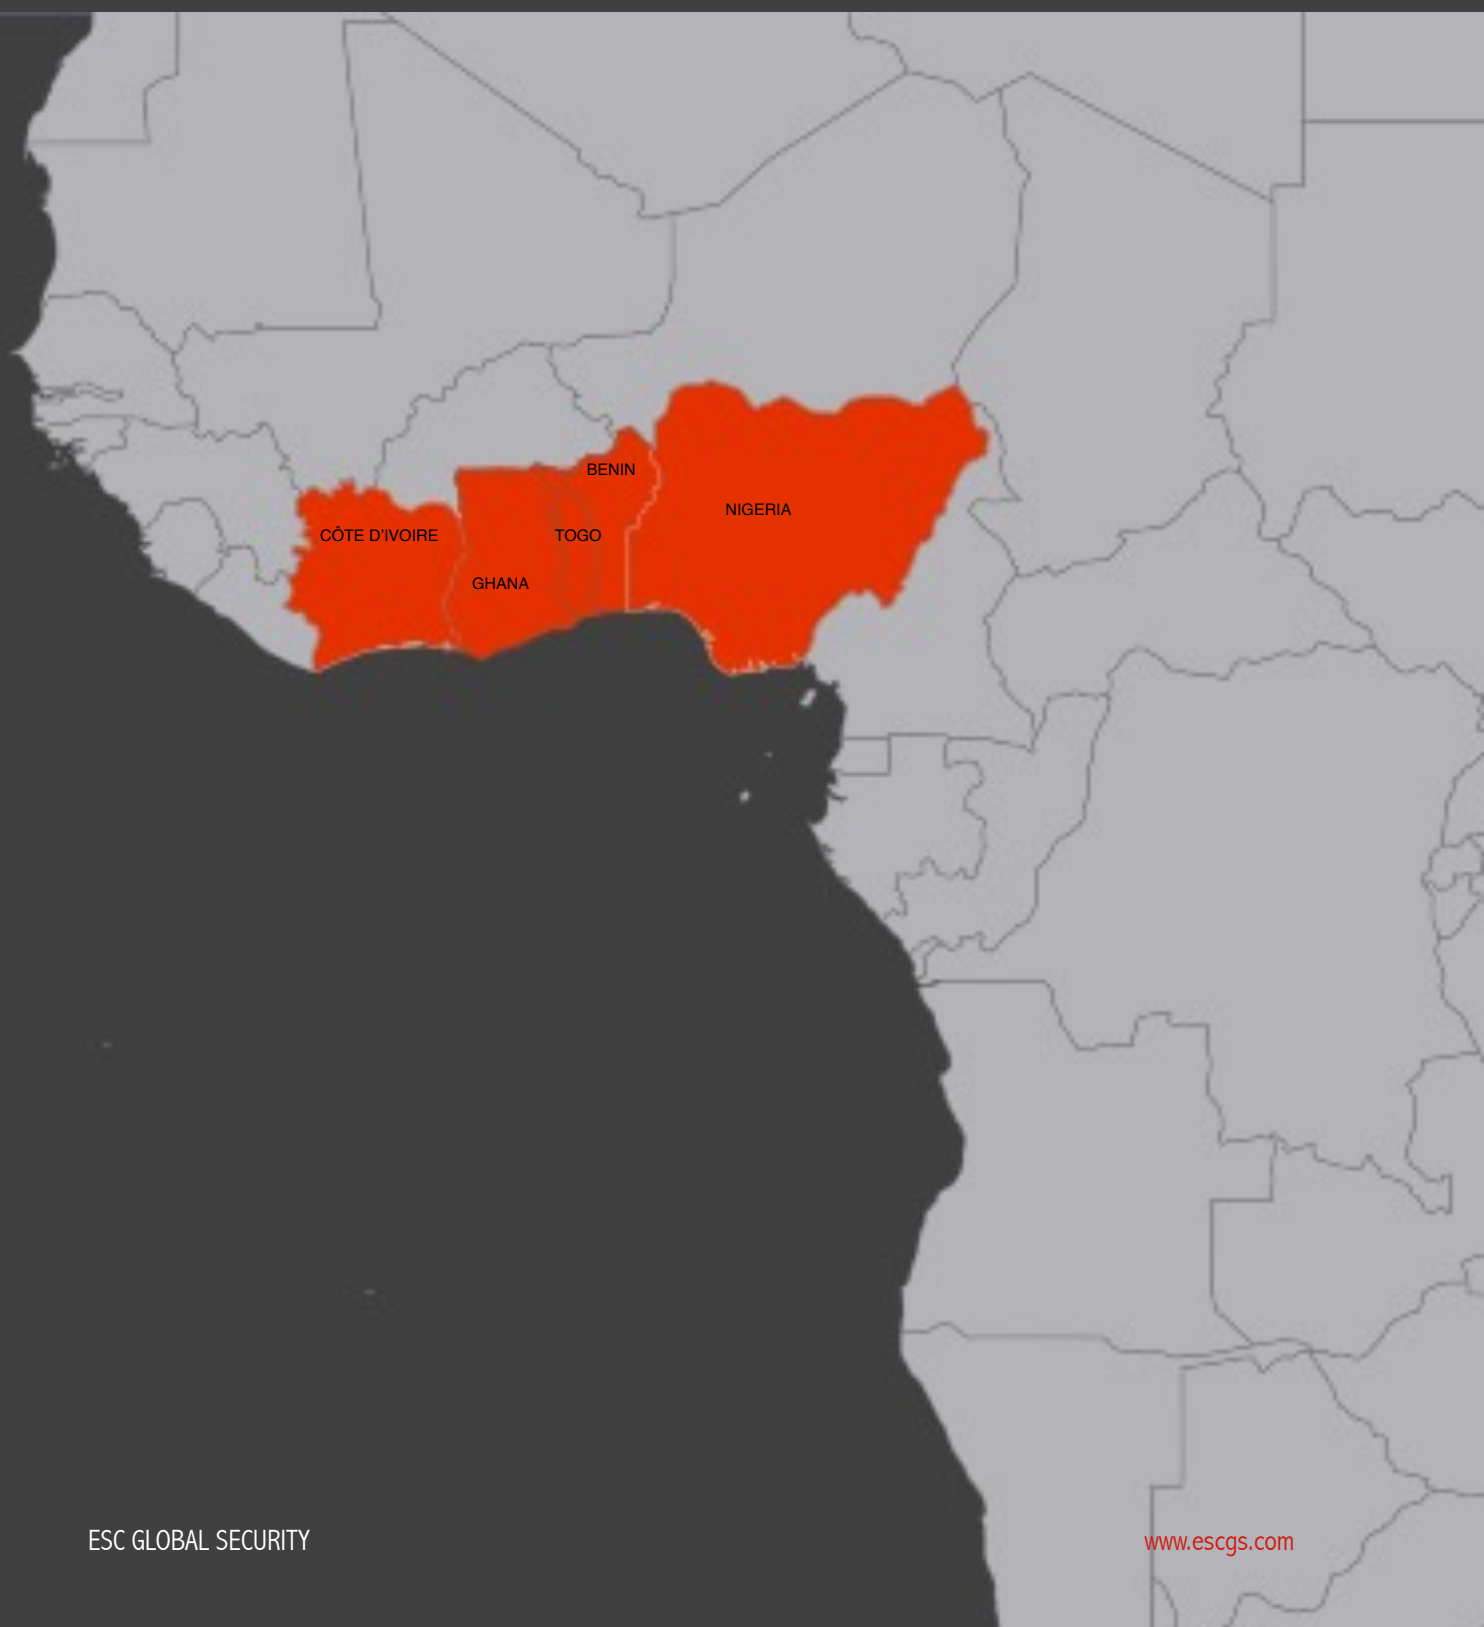 BENIN
NIGERIA
CÔTE D'IVOIRE
TOGO
GHANA
ESC GLOBAL SECURITY
www.escgs.com